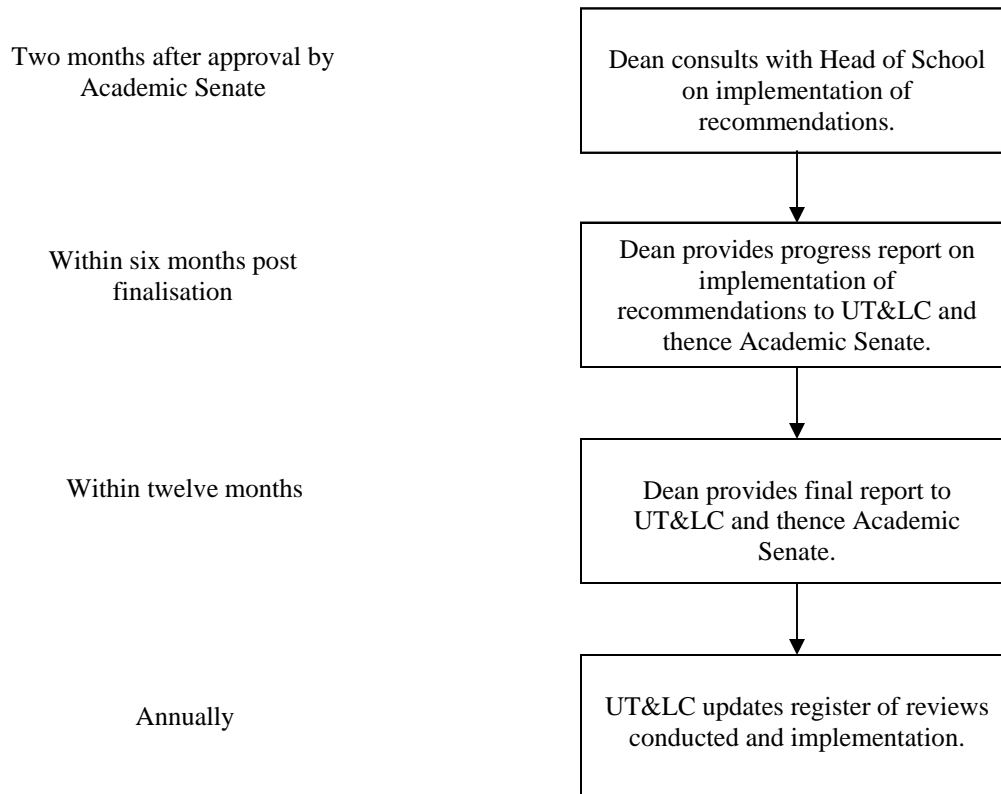 Two months after approval by
Academic Senate
Dean consults with Head of School
on implementation of
recommendations.
Within six months post
finalisation
Dean provides progress report on
implementation of
recommendations to UT&LC and
thence Academic Senate.
Within twelve months
Dean provides final report to
UT&LC and thence Academic
Senate.
Annually
UT&LC updates register of reviews
conducted and implementation.